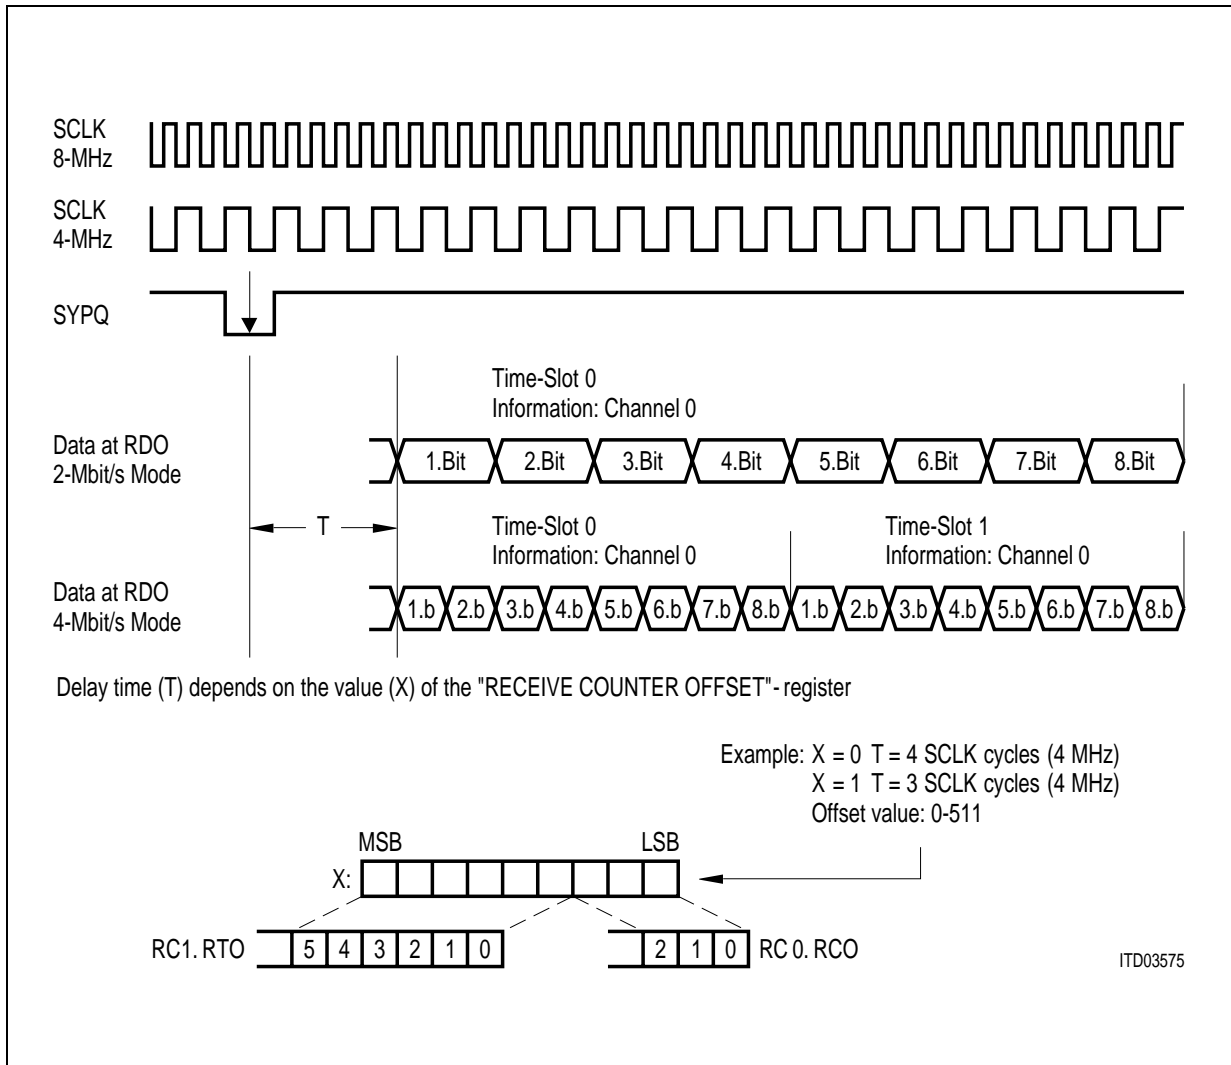 SCLK
8-MHz
SCLK
4-MHz
SYPQ
Time-Slot 0
Information: Channel 0
Data at RDO
2-Mbit/s Mode
1.Bit 2.Bit 3.Bit 4.Bit 5.Bit 6.Bit 7.Bit 8.Bit
T
Time-Slot 0
Information: Channel 0
Time-Slot 1
Information: Channel 0
Data at RDO
4-Mbit/s Mode
1.b 2.b 3.b 4.b 5.b 6.b 7.b 8.b 1.b 2.b 3.b 4.b 5.b 6.b 7.b 8.b
Delay time (T) depends on the value (X) of the "RECEIVE COUNTER OFFSET"- register
Example: X = 0 T = 4 SCLK cycles (4 MHz)
X = 1 T = 3 SCLK cycles (4 MHz)
Offset value: 0-511
MSB LSB
X:
RC1. RTO 5 4 3 2 1 0 2 1 0 RC 0. RCO
ITD03575